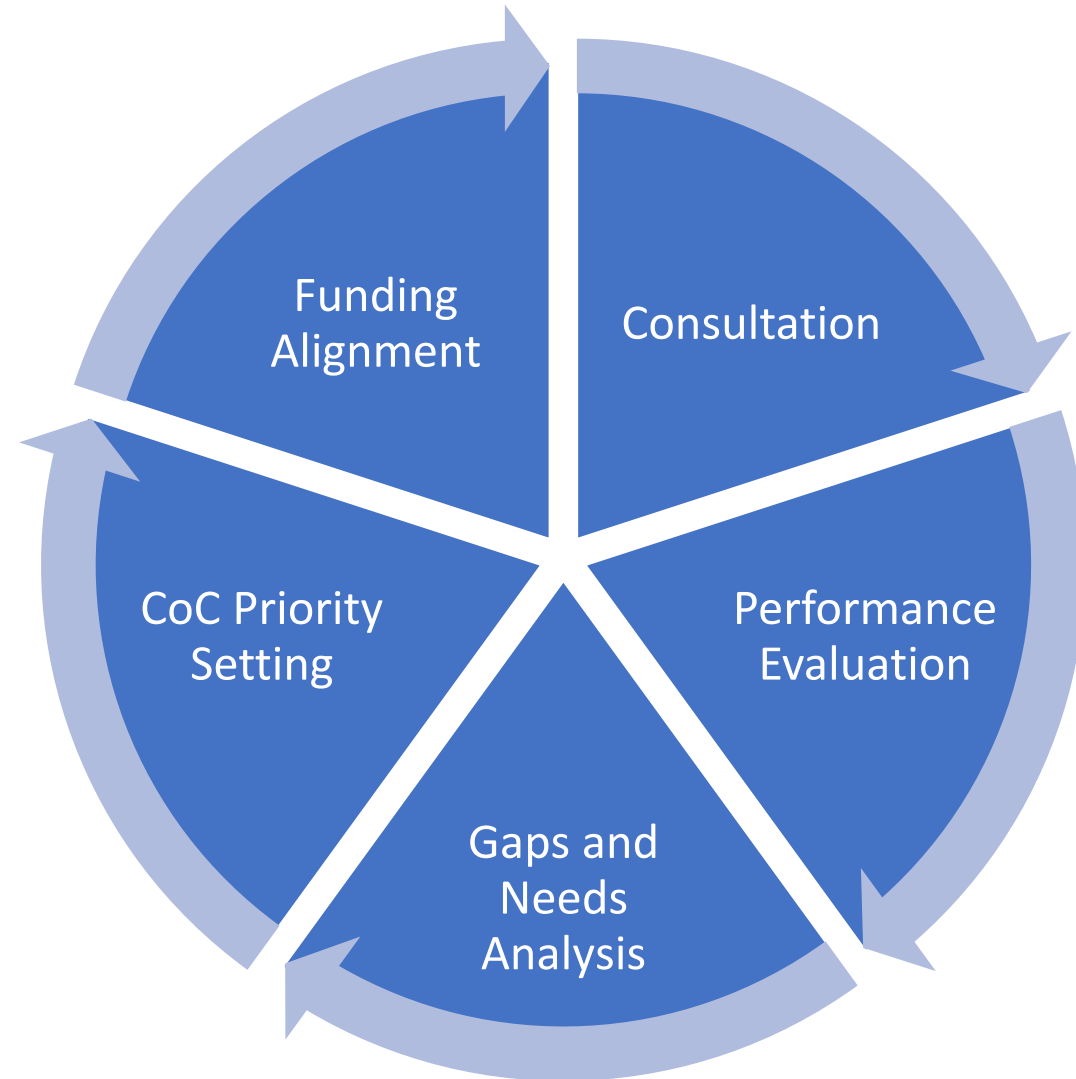 Funding
Alignment
Consultation
CoC Priority
Setting
Performance
Evaluation
Gaps and
Needs
Analysis